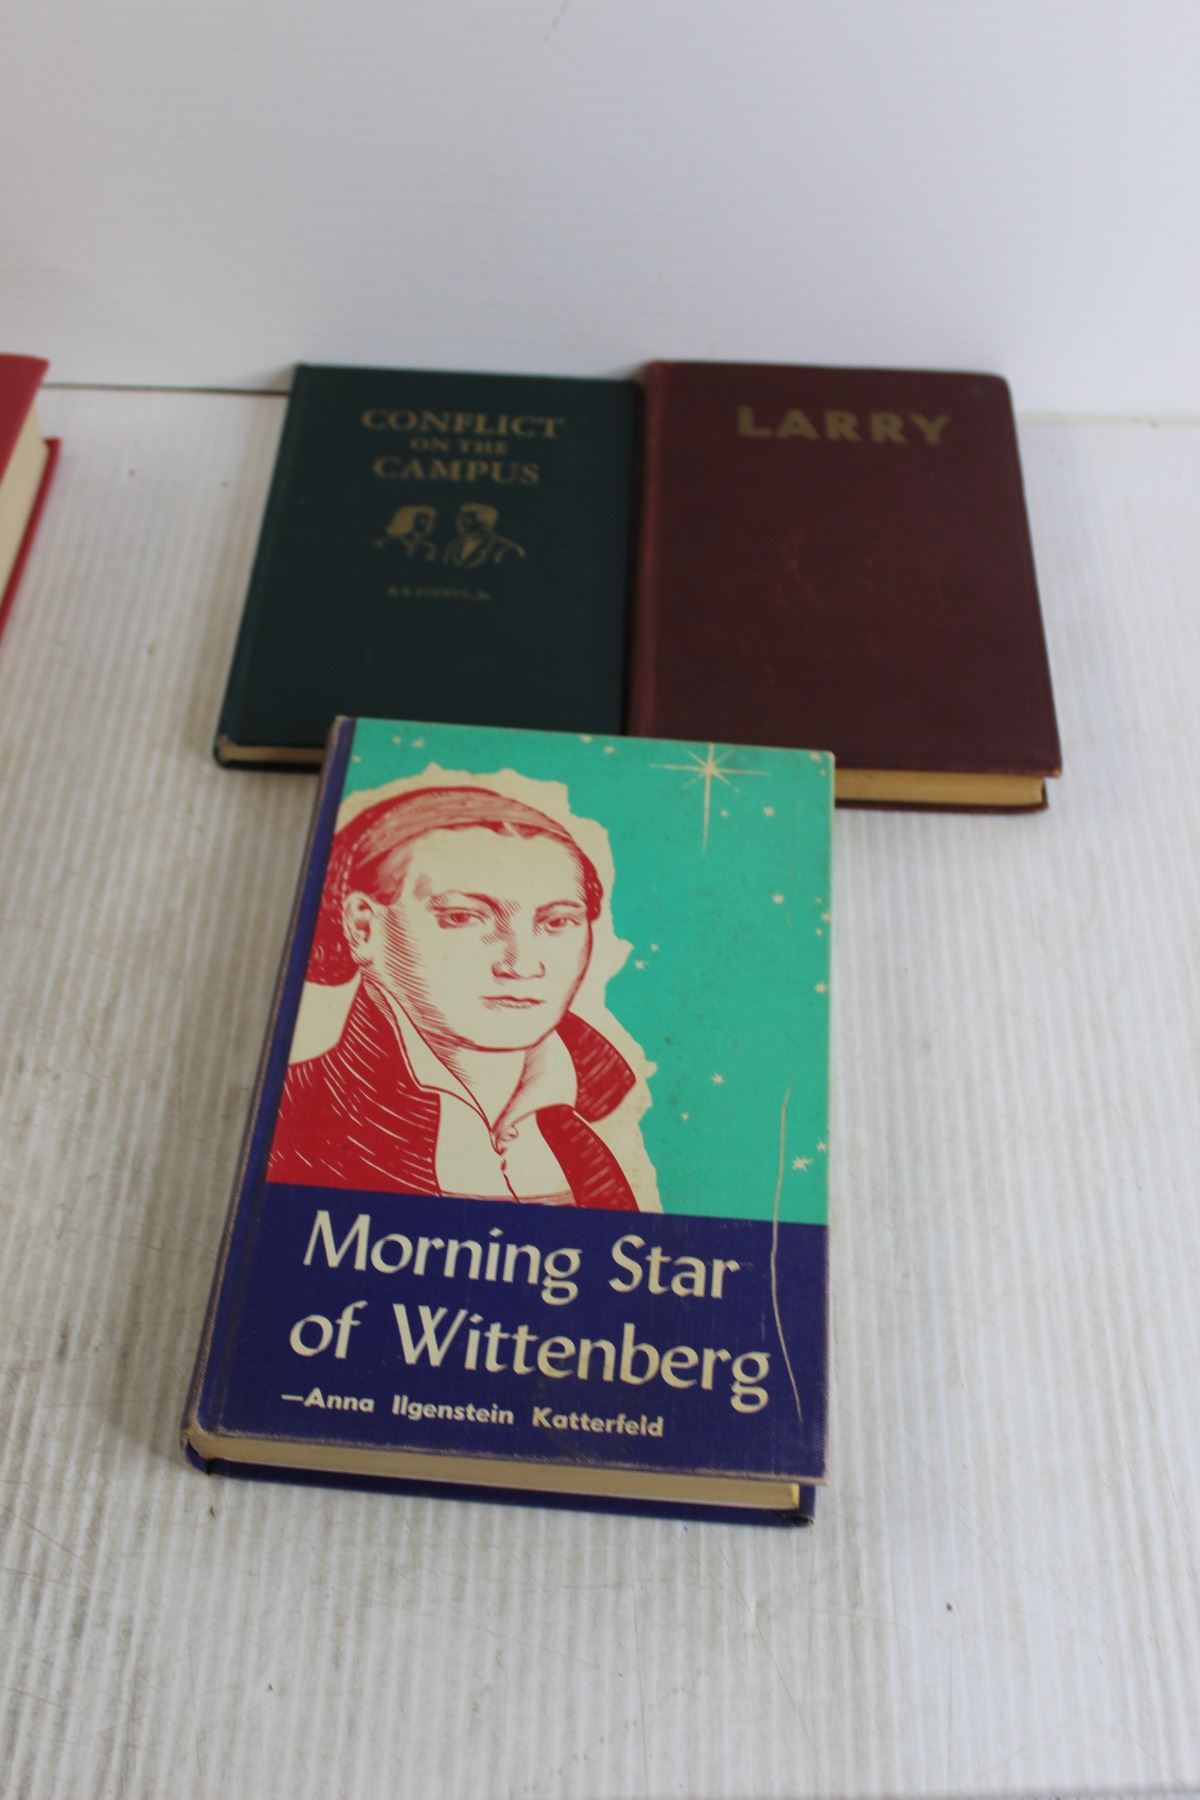 CONFLICT
ON THE
CAMPUS
LARRY
Morning Star
of Wittenberg
—Anna Ilgenstein Katterfeld